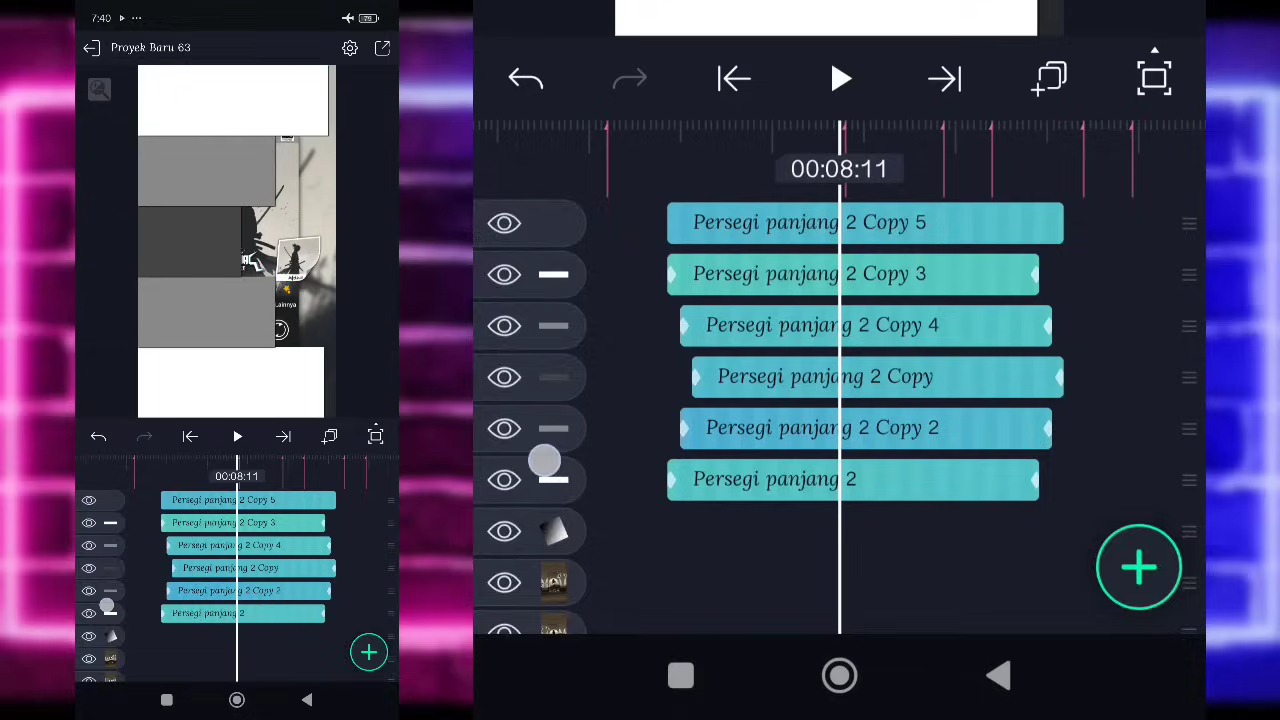 7:40
79
Proyek Baru 63
Lainnya
00:08:11
Persegi panjang 2 Copy 5
Persegi panjang 2 Copy 3
Persegi panjang 2 Copy 4
Persegi panjang 2 Copy
Persegi panjang 2 Copy 2
Persegi panjang 2
00:08:11
Persegi panjang 2 Copy 5
Persegi panjang 2 Copy 3
Persegi panjang 2 Copy 4
Persegi panjang 2 Copy
Persegi panjang 2 Copy 2
Persegi panjang 2